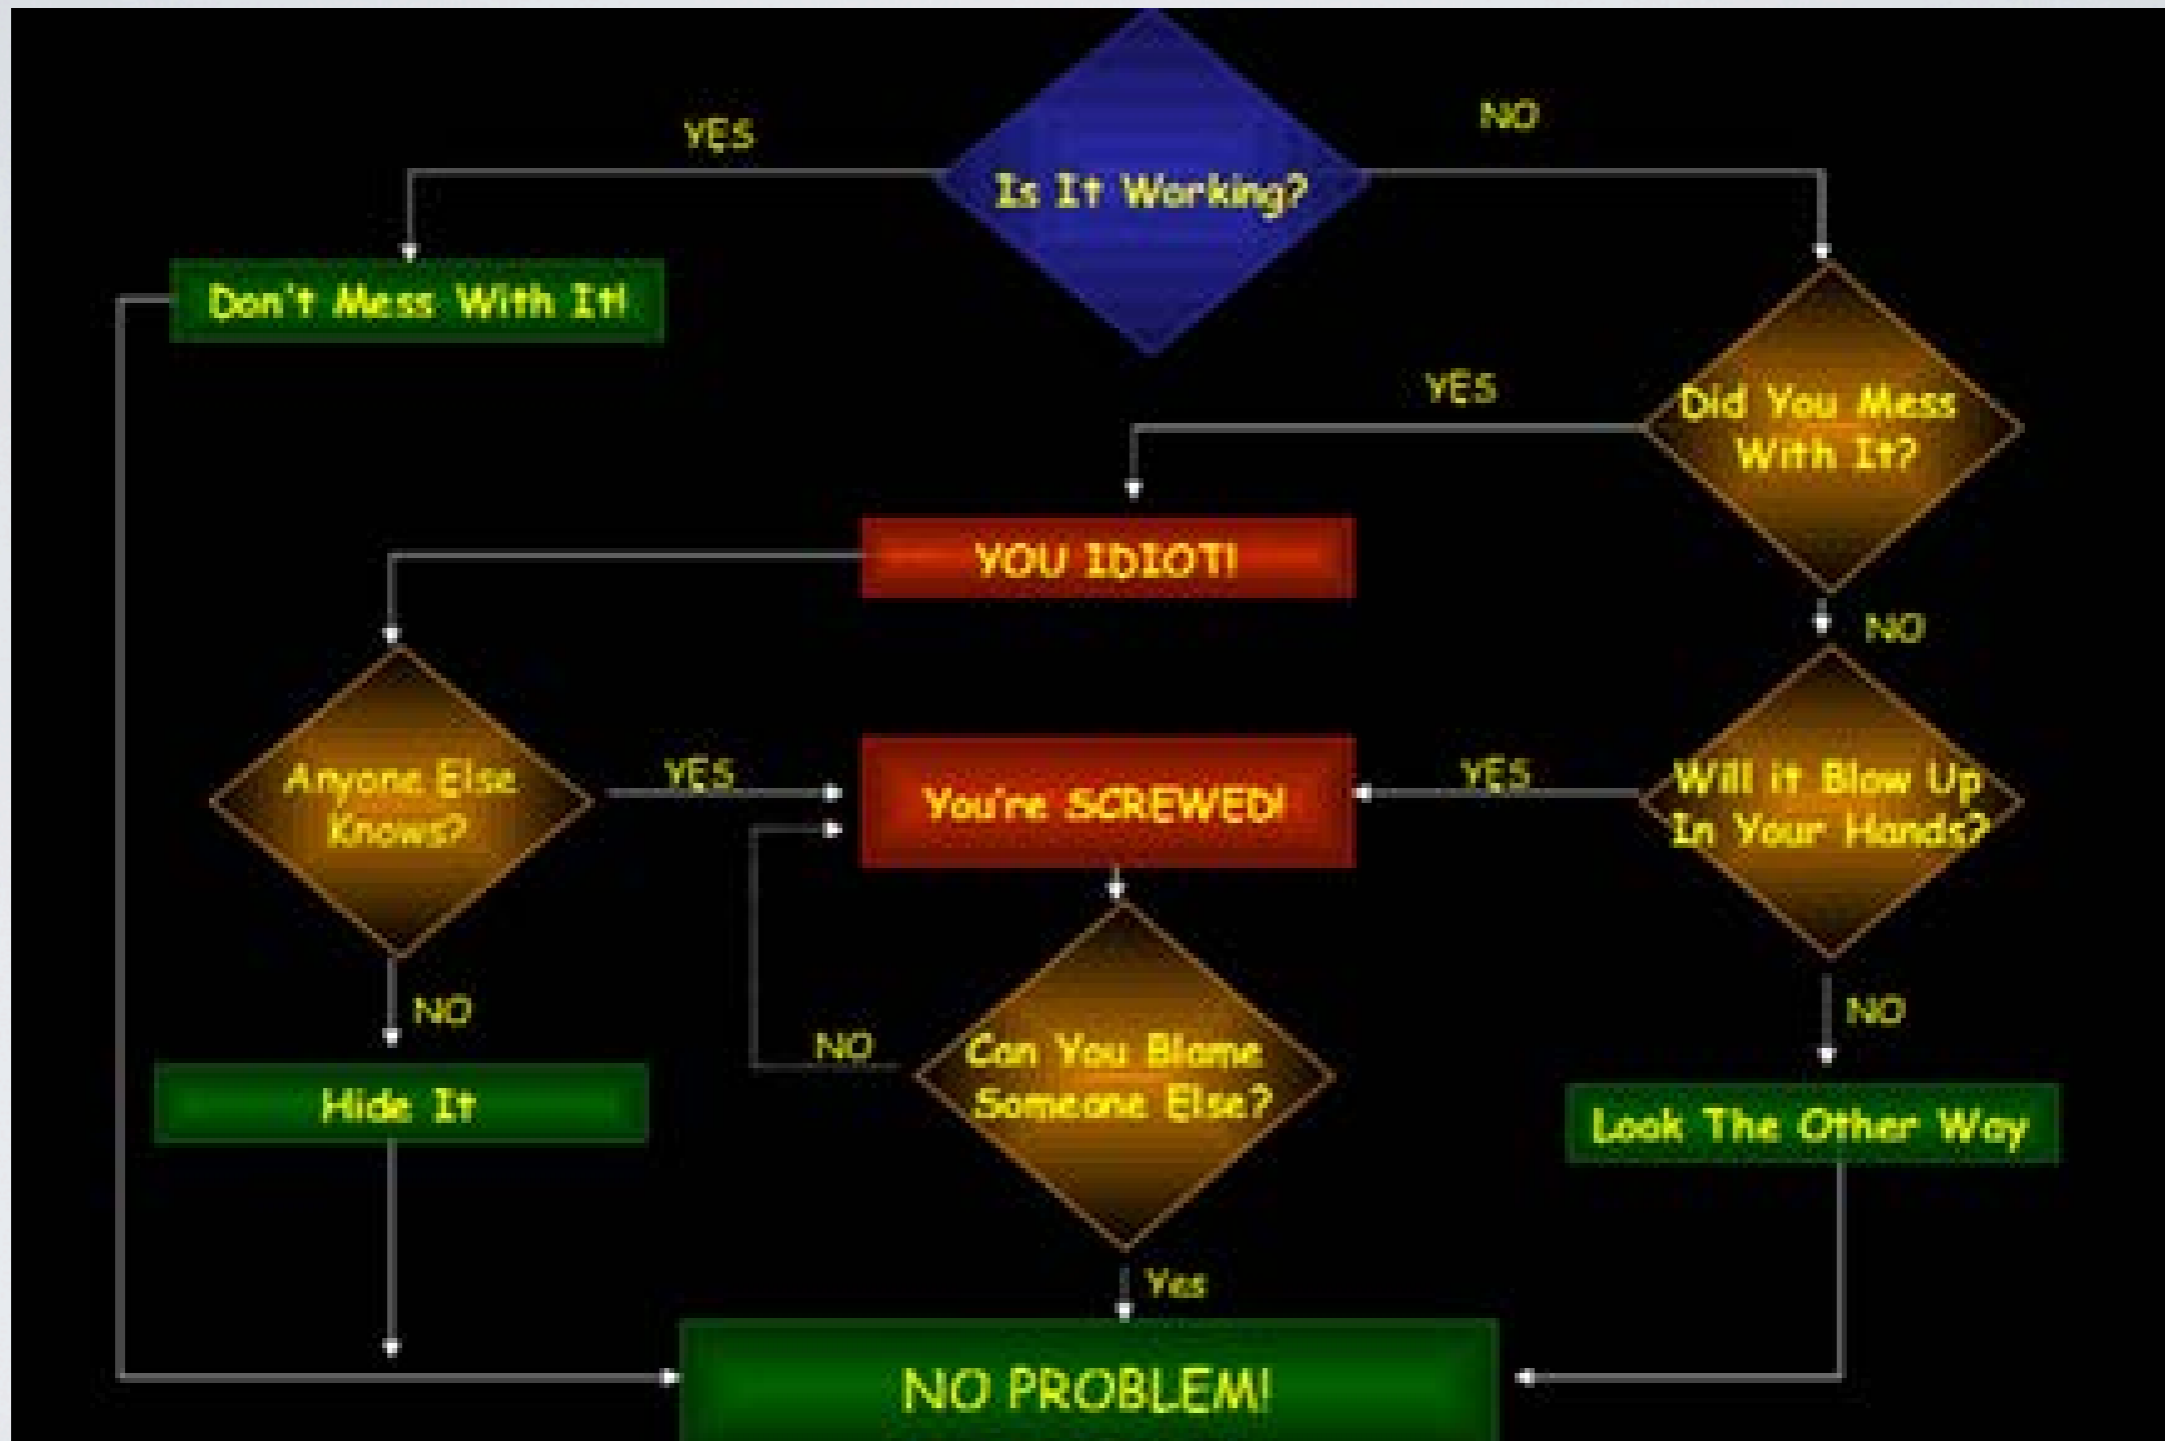 YES
NO
Is It Working?
Don't Mess With It!
YES
Did You Mess
With It?
YOU IDIOT!
NO
Anyone Else
Knows?
YES
You're SCREWED!
YES
Will it Blow Up
In Your Hands?
NO
NO
Can You Blame
Someone Else?
NO
Hide It
Look The Other Way
Yes
NO PROBLEM!